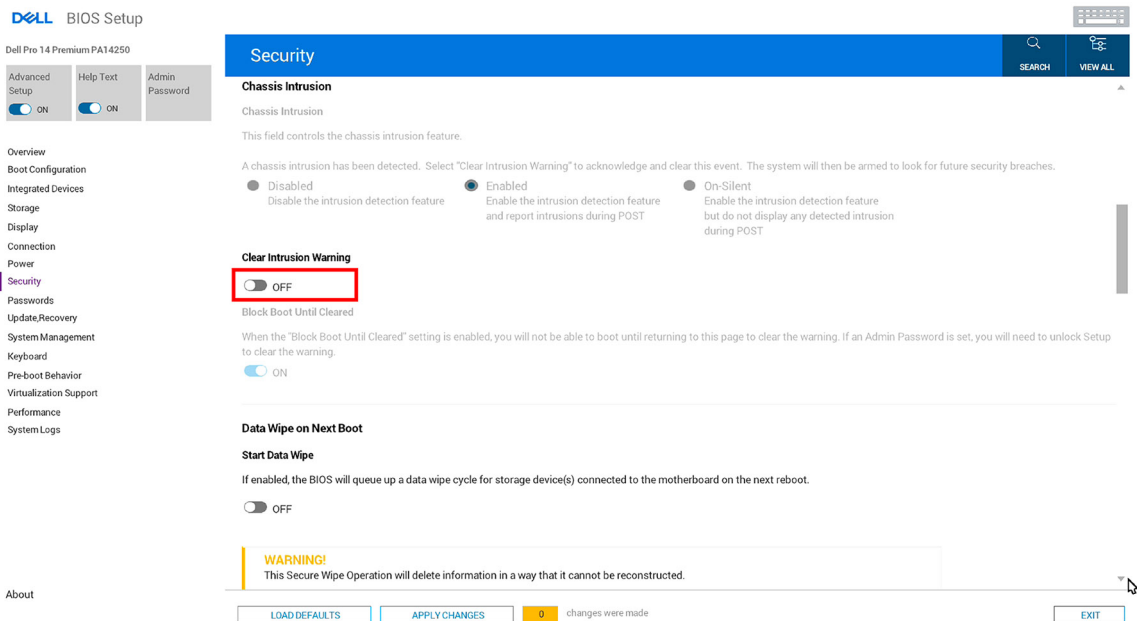 DELL BIOS Setup
Dell Pro 14 Premium PA14250
Advanced
Setup
ON
Help Text
ON
Admin
Password
Overview
Boot Configuration
Integrated Devices
Storage
Display
Connection
Power
Security
Passwords
Update,Recovery
System Management
Keyboard
Pre-boot Behavior
Virtualization Support
Performance
System Logs
About
Security
SEARCH
VIEW ALL
Chassis Intrusion
Chassis Intrusion
This field controls the chassis intrusion feature.
A chassis intrusion has been detected. Select "Clear Intrusion Warning" to acknowledge and clear this event. The system will then be armed to look for future security breaches.
Disabled
Disable the intrusion detection feature
Enabled
Enable the intrusion detection feature
and report intrusions during POST
On-Silent
Enable the intrusion detection feature
but do not display any detected intrusion
during POST
Clear Intrusion Warning
OFF
Block Boot Until Cleared
When the "Block Boot Until Cleared" setting is enabled, you will not be able to boot until returning to this page to clear the warning. If an Admin Password is set, you will need to unlock Setup
to clear the warning.
ON
Data Wipe on Next Boot
Start Data Wipe
If enabled, the BIOS will queue up a data wipe cycle for storage device(s) connected to the motherboard on the next reboot.
OFF
WARNING!
This Secure Wipe Operation will delete information in a way that it cannot be reconstructed.
LOAD DEFAULTS
APPLY CHANGES
0
changes were made
EXIT